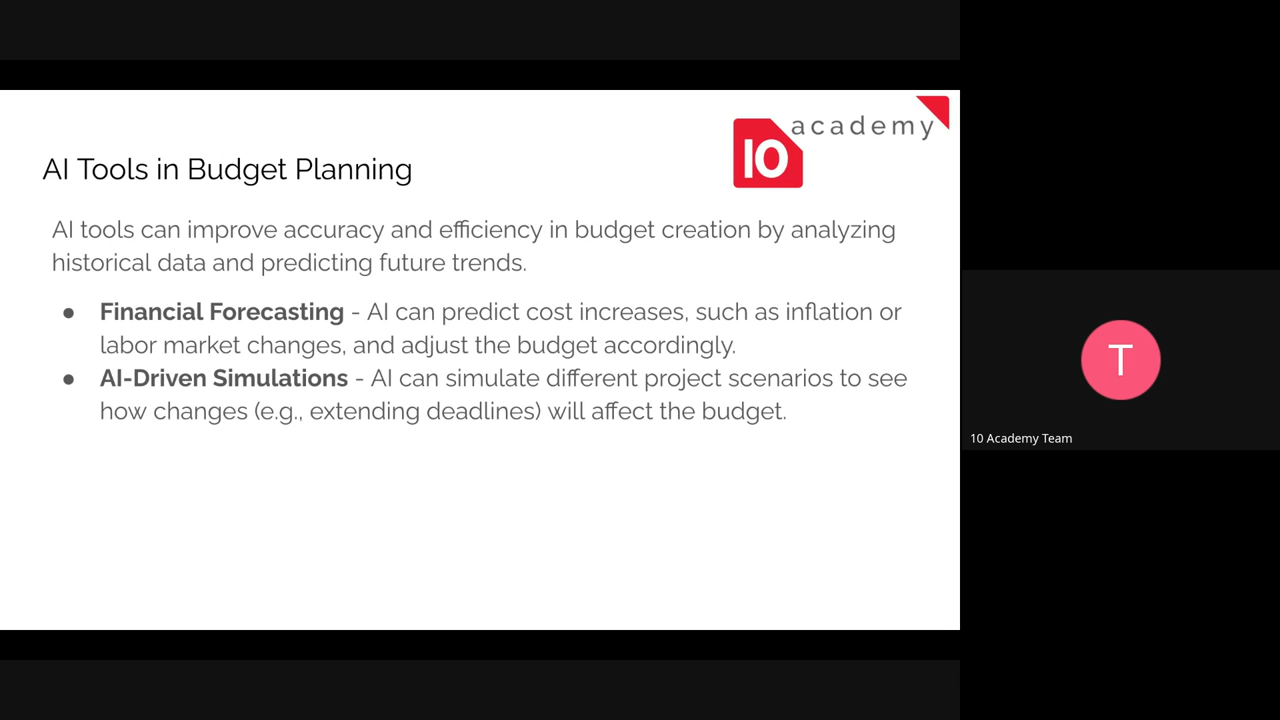 10 academy
AI Tools in Budget Planning
AI tools can improve accuracy and efficiency in budget creation by analyzing
historical data and predicting future trends.
● Financial Forecasting - AI can predict cost increases, such as inflation or
labor market changes, and adjust the budget accordingly.
● AI-Driven Simulations - AI can simulate different project scenarios to see
how changes (e.g., extending deadlines) will affect the budget.
T
10 Academy Team